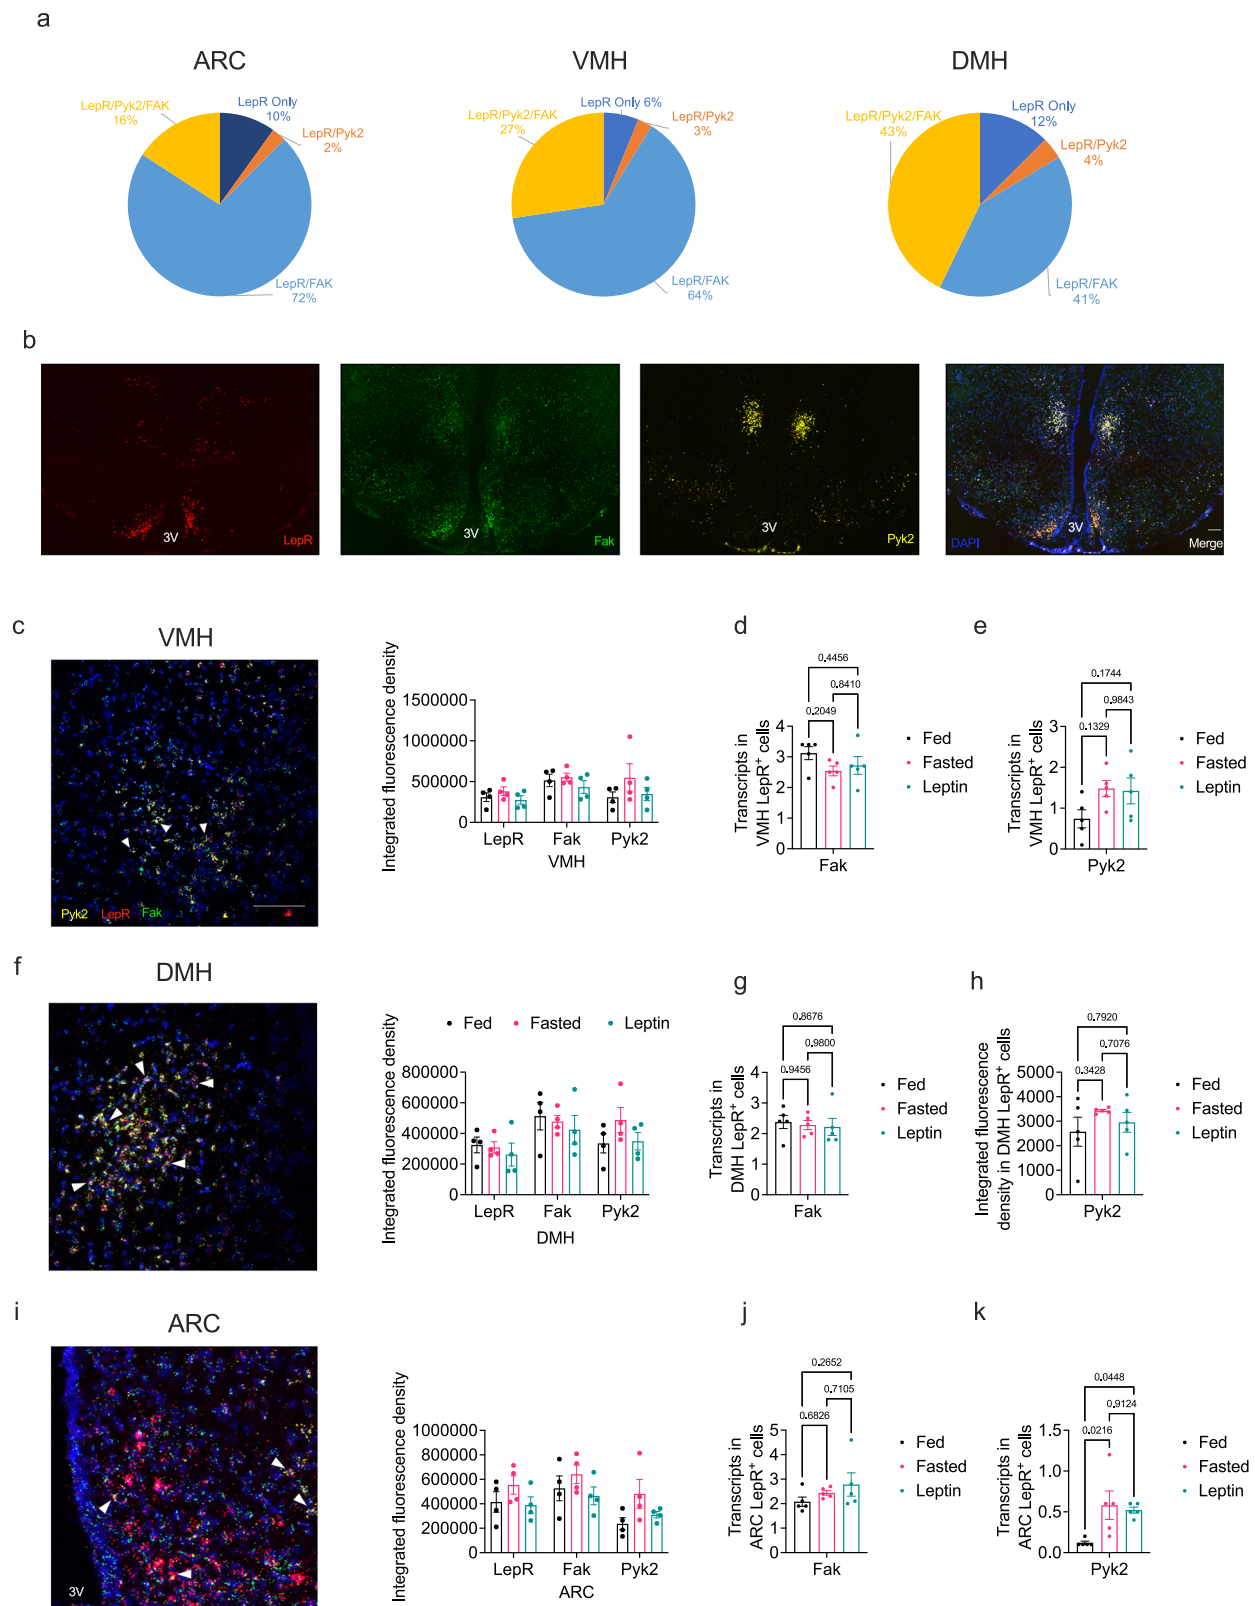 a
ARC
VMH
DMH
LepR/Pyk2/FAK
16%
LepR Only
10%
LepR/Pyk2
2%
LepR/FAK
72%
LepR/Pyk2/FAK
27%
LepR Only 6%
LepR/Pyk2
3%
LepR/FAK
64%
LepR/Pyk2/FAK
43%
LepR Only
12%
LepR/Pyk2
4%
LepR/FAK
41%
b
3V
LepR
3V
Fak
3V
Pyk2
DAPI
3V
Merge
c
VMH
Pyk2 LepR Fak
Integrated fluorescence density
1500000
1000000
500000
0
LepR Fak Pyk2
VMH
d
0.4456
0.8410
0.2049
Transcripts in
VMH LepR+ cells
4
3
2
1
0
Fak
Fed
Fasted
Leptin
e
0.1744
0.9843
0.1329
Transcripts in
VMH LepR+ cells
3
2
1
0
Pyk2
Fed
Fasted
Leptin
f
DMH
Fed Fasted Leptin
Integrated fluorescence density
800000
600000
400000
200000
0
LepR Fak Pyk2
DMH
g
0.8676
0.9800
0.9456
Transcripts in
DMH LepR+ cells
4
3
2
1
0
Fak
Fed
Fasted
Leptin
h
0.7920
0.7076
0.3428
Integrated fluorescence
density in DMH LepR+ cells
5000
4000
3000
2000
1000
0
Pyk2
Fed
Fasted
Leptin
i
ARC
3V
Integrated fluorescence density
1000000
800000
600000
400000
200000
0
LepR Fak Pyk2
ARC
j
0.2652
0.7105
0.6826
Transcripts in
ARC LepR+ cells
5
4
3
2
1
0
Fak
Fed
Fasted
Leptin
k
0.0448
0.9124
0.0216
Transcripts in
ARC LepR+ cells
1.5
1.0
0.5
0.0
Pyk2
Fed
Fasted
Leptin